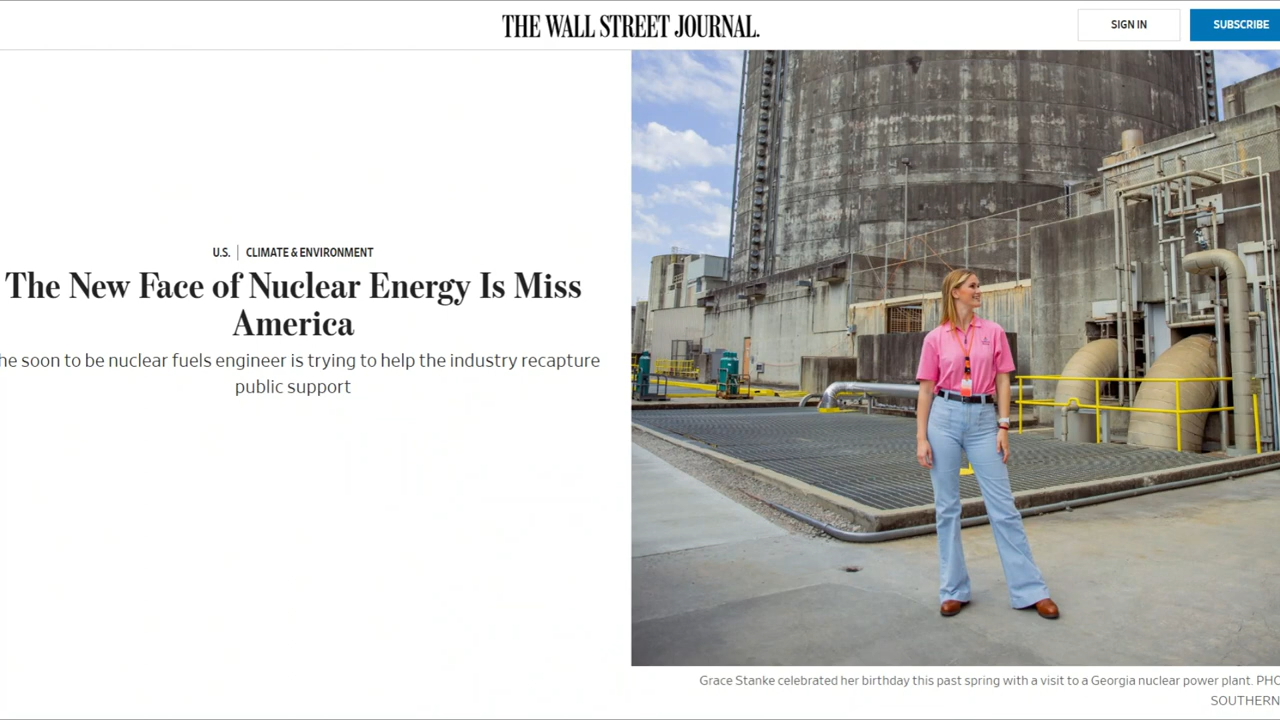 THE WALL STREET JOURNAL.
SIGN IN
SUBSCRIBE
U.S. | CLIMATE & ENVIRONMENT
The New Face of Nuclear Energy Is Miss
America
he soon to be nuclear fuels engineer is trying to help the industry recapture
public support
Grace Stanke celebrated her birthday this past spring with a visit to a Georgia nuclear power plant. PHO
SOUTHERN